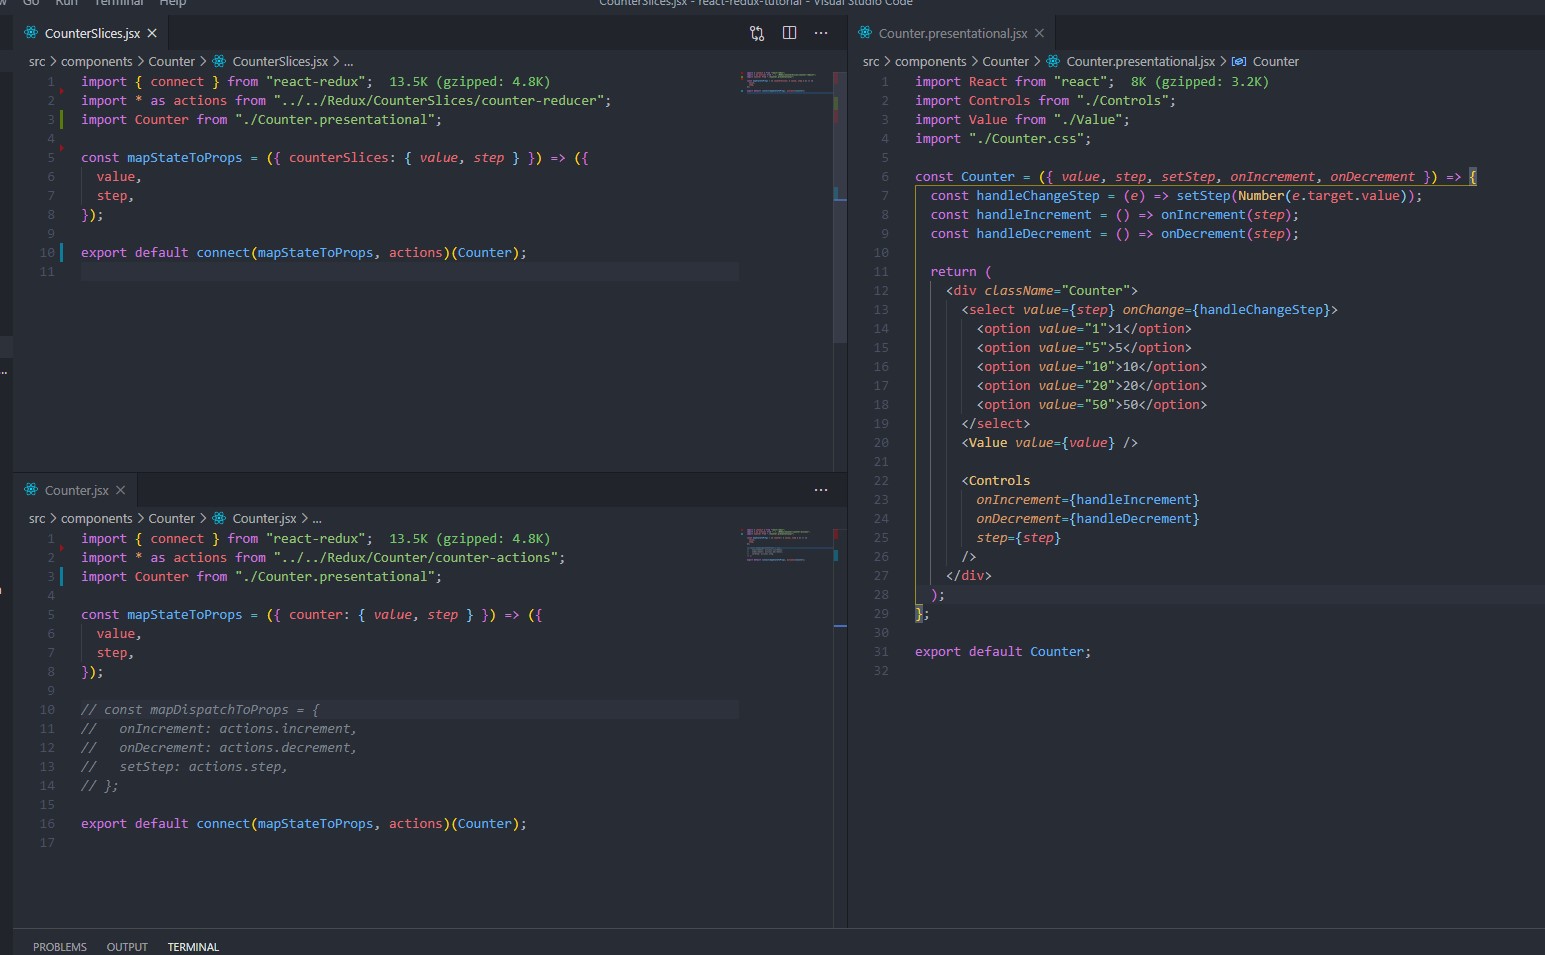 Go Run Terminal Help
CounterSlices.jsx - react-redux-tutorial - Visual Studio Code
CounterSlices.jsx ×
src > components > Counter > CounterSlices.jsx > ...
1 import { connect } from "react-redux"; 13.5K (gzipped: 4.8K)
2 import * as actions from "../../Redux/CounterSlices/counter-reducer";
3 import Counter from "./Counter.presentational";
4
5 const mapStateToProps = ({ counterSlices: { value, step } }) => ({
6 value,
7 step,
8 });
9
10 export default connect(mapStateToProps, actions)(Counter);
11
Counter.jsx ×
src > components > Counter > Counter.jsx > ...
1 import { connect } from "react-redux"; 13.5K (gzipped: 4.8K)
2 import * as actions from "../../Redux/Counter/counter-actions";
3 import Counter from "./Counter.presentational";
4
5 const mapStateToProps = ({ counter: { value, step } }) => ({
6 value,
7 step,
8 });
9
10 // const mapDispatchToProps = {
11 //   onIncrement: actions.increment,
12 //   onDecrement: actions.decrement,
13 //   setStep: actions.step,
14 // };
15
16 export default connect(mapStateToProps, actions)(Counter);
17
Counter.presentational.jsx ×
src > components > Counter > Counter.presentational.jsx > Counter
1 import React from "react"; 8K (gzipped: 3.2K)
2 import Controls from "./Controls";
3 import Value from "./Value";
4 import "./Counter.css";
5
6 const Counter = ({ value, step, setStep, onIncrement, onDecrement }) => {
7 const handleChangeStep = (e) => setStep(Number(e.target.value));
8 const handleIncrement = () => onIncrement(step);
9 const handleDecrement = () => onDecrement(step);
10
11 return (
12 <div className="Counter">
13 <select value={step} onChange={handleChangeStep}>
14 <option value="1">1</option>
15 <option value="5">5</option>
16 <option value="10">10</option>
17 <option value="20">20</option>
18 <option value="50">50</option>
19 </select>
20 <Value value={value} />
21
22 <Controls
23 onIncrement={handleIncrement}
24 onDecrement={handleDecrement}
25 step={step}
26 />
27 </div>
28 );
29 };
30
31 export default Counter;
32
PROBLEMS OUTPUT TERMINAL